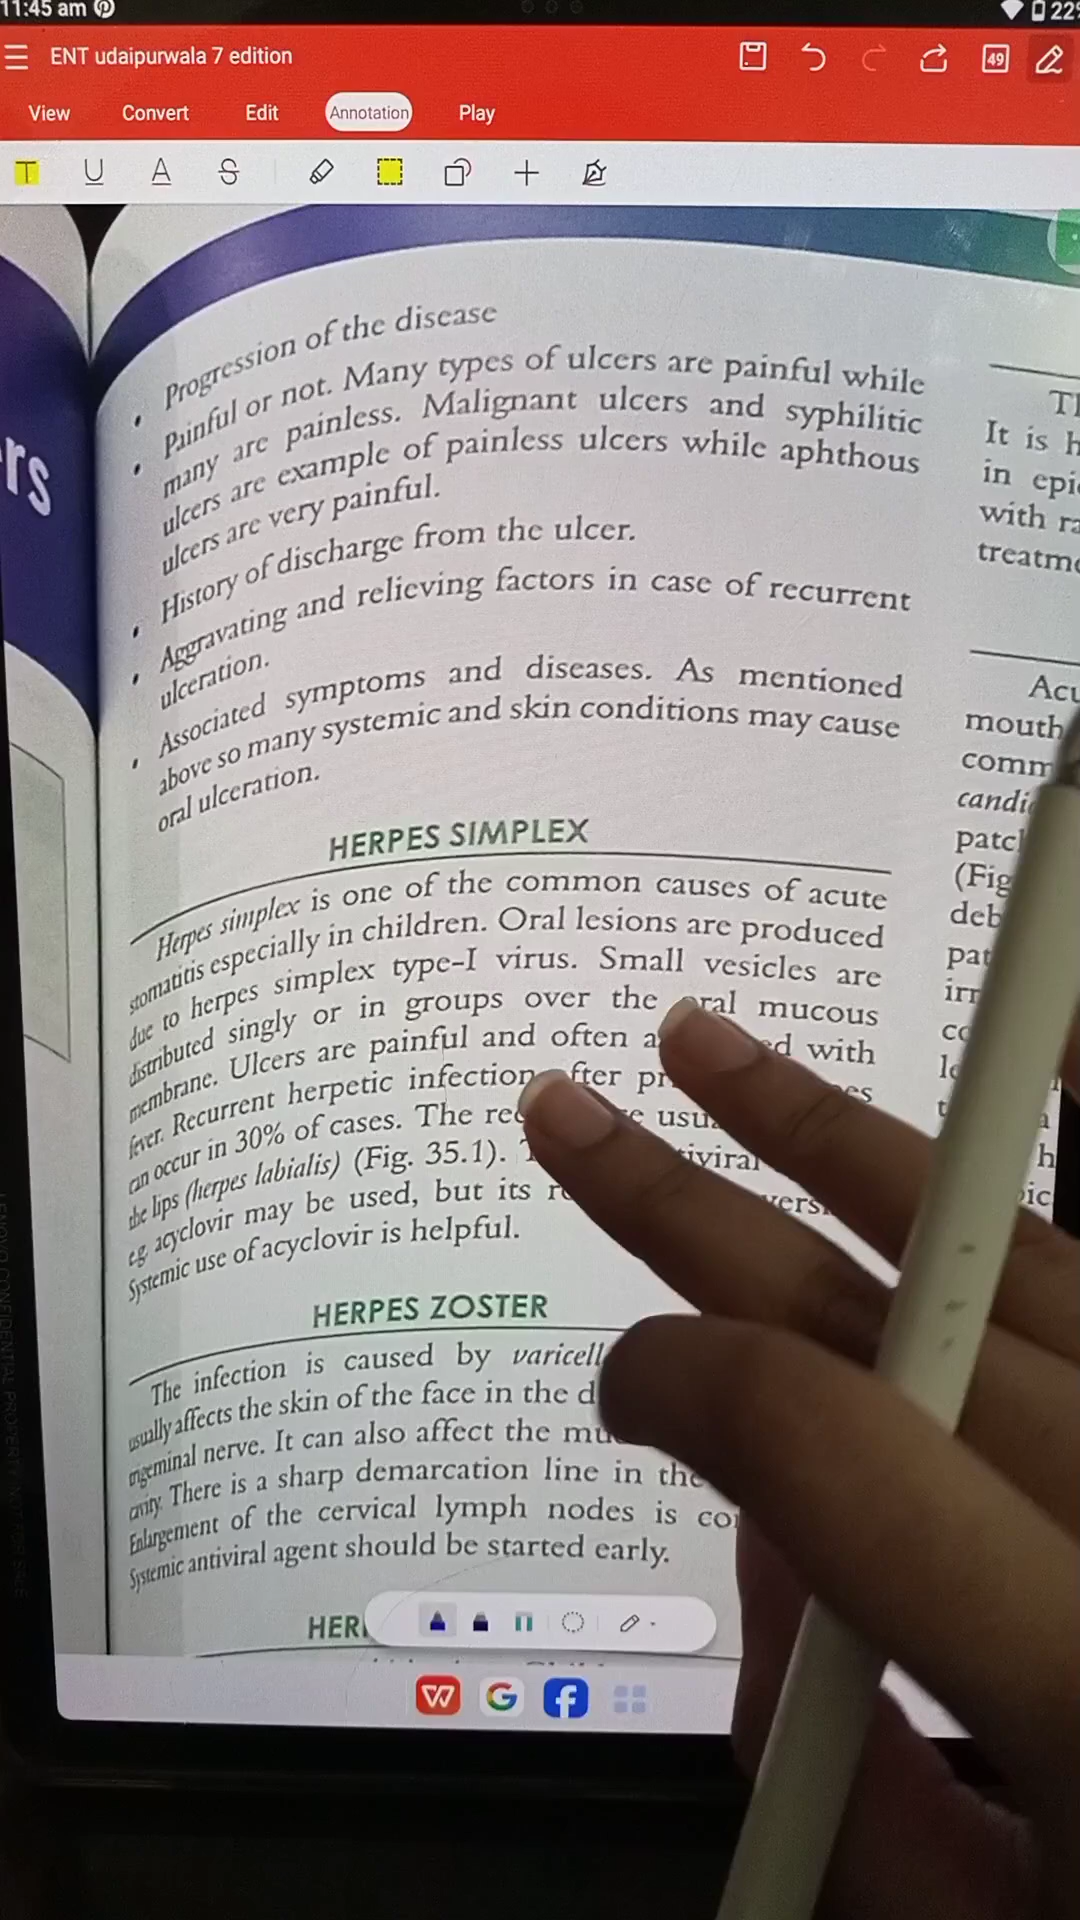 11:45 am
22
ENT udaipurwala 7 edition
49
View Convert Edit Annotation Play
T U A S
rs
• Progression of the disease
• Painful or not. Many types of ulcers are painful while
many are painless. Malignant ulcers and syphilitic
ulcers are example of painless ulcers while aphthous
ulcers are very painful.
• History of discharge from the ulcer.
• Aggravating and relieving factors in case of recurrent
ulceration.
• Associated symptoms and diseases. As mentioned
above so many systemic and skin conditions may cause
oral ulceration.
HERPES SIMPLEX
Herpes simplex is one of the common causes of acute
stomatitis especially in children. Oral lesions are produced
due to herpes simplex type-I virus. Small vesicles are
distributed singly or in groups over the oral mucous
membrane. Ulcers are painful and often with
fever. Recurrent herpetic infection after
can occur in 30% of cases. The
the lips (herpes labialis) (Fig. 35.1).
e.g. acyclovir may be used, but its
Systemic use of acyclovir is helpful.
HERPES ZOSTER
The infection is caused by
usually affects the skin of the face in the
trigeminal nerve. It can also affect the
cavity. There is a sharp demarcation line in the
Enlargement of the cervical lymph nodes is
Systemic antiviral agent should be started early.
It is
in
with
mouth
(Fig